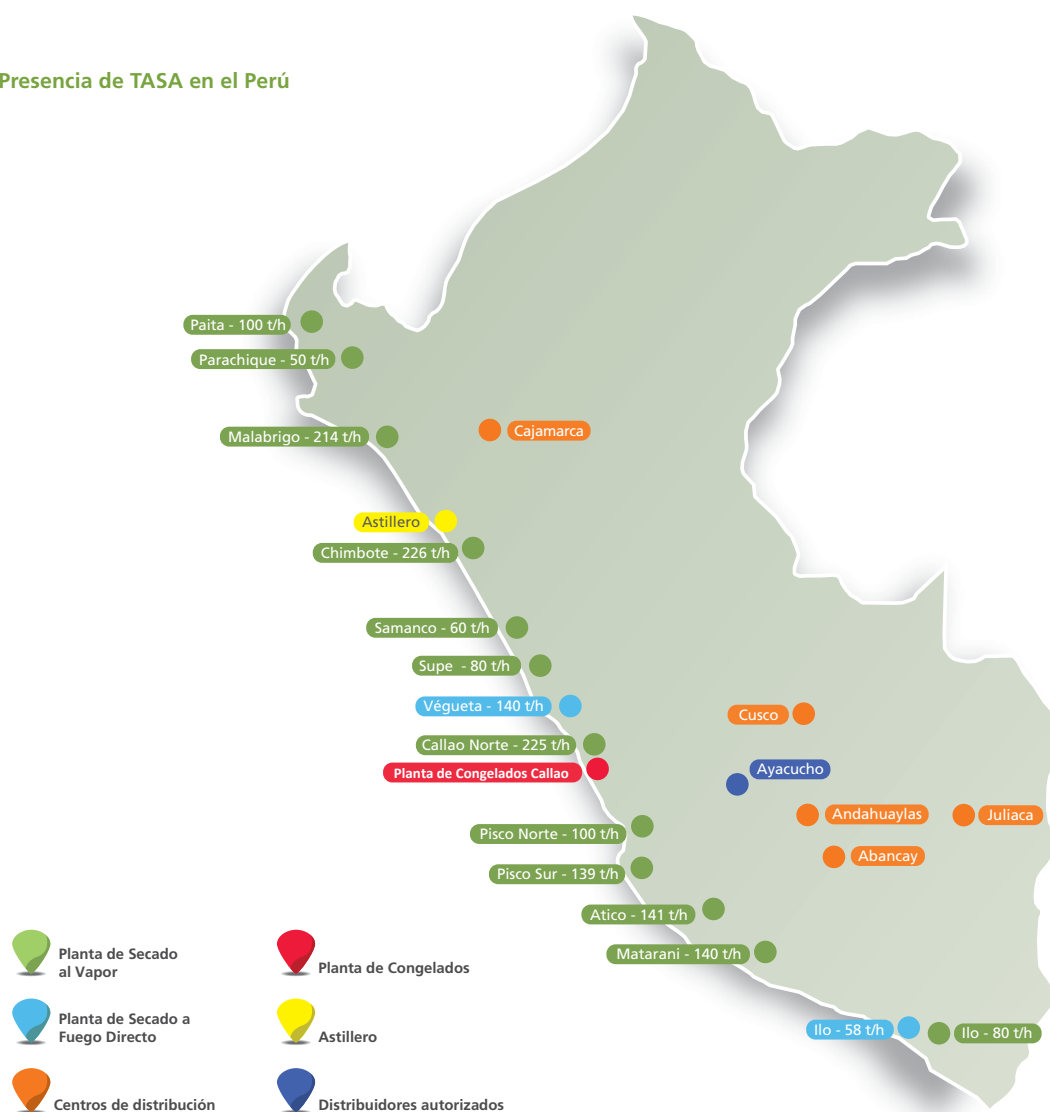 Presencia de TASA en el Perú
Paita - 100 t/h
Parachique - 50 t/h
Malabrigo - 214 t/h
Cajamarca
Astillero
Chimbote - 226 t/h
Samanco - 60 t/h
Supe - 80 t/h
Végueta - 140 t/h
Cusco
Callao Norte - 225 t/h
Planta de Congelados Callao
Ayacucho
Andahuaylas
Juliaca
Pisco Norte - 100 t/h
Abancay
Pisco Sur - 139 t/h
Atico - 141 t/h
Matarani - 140 t/h
Ilo - 58 t/h
Ilo - 80 t/h
Planta de Secado
al Vapor
Planta de Congelados
Planta de Secado a
Fuego Directo
Astillero
Centros de distribución
Distribuidores autorizados